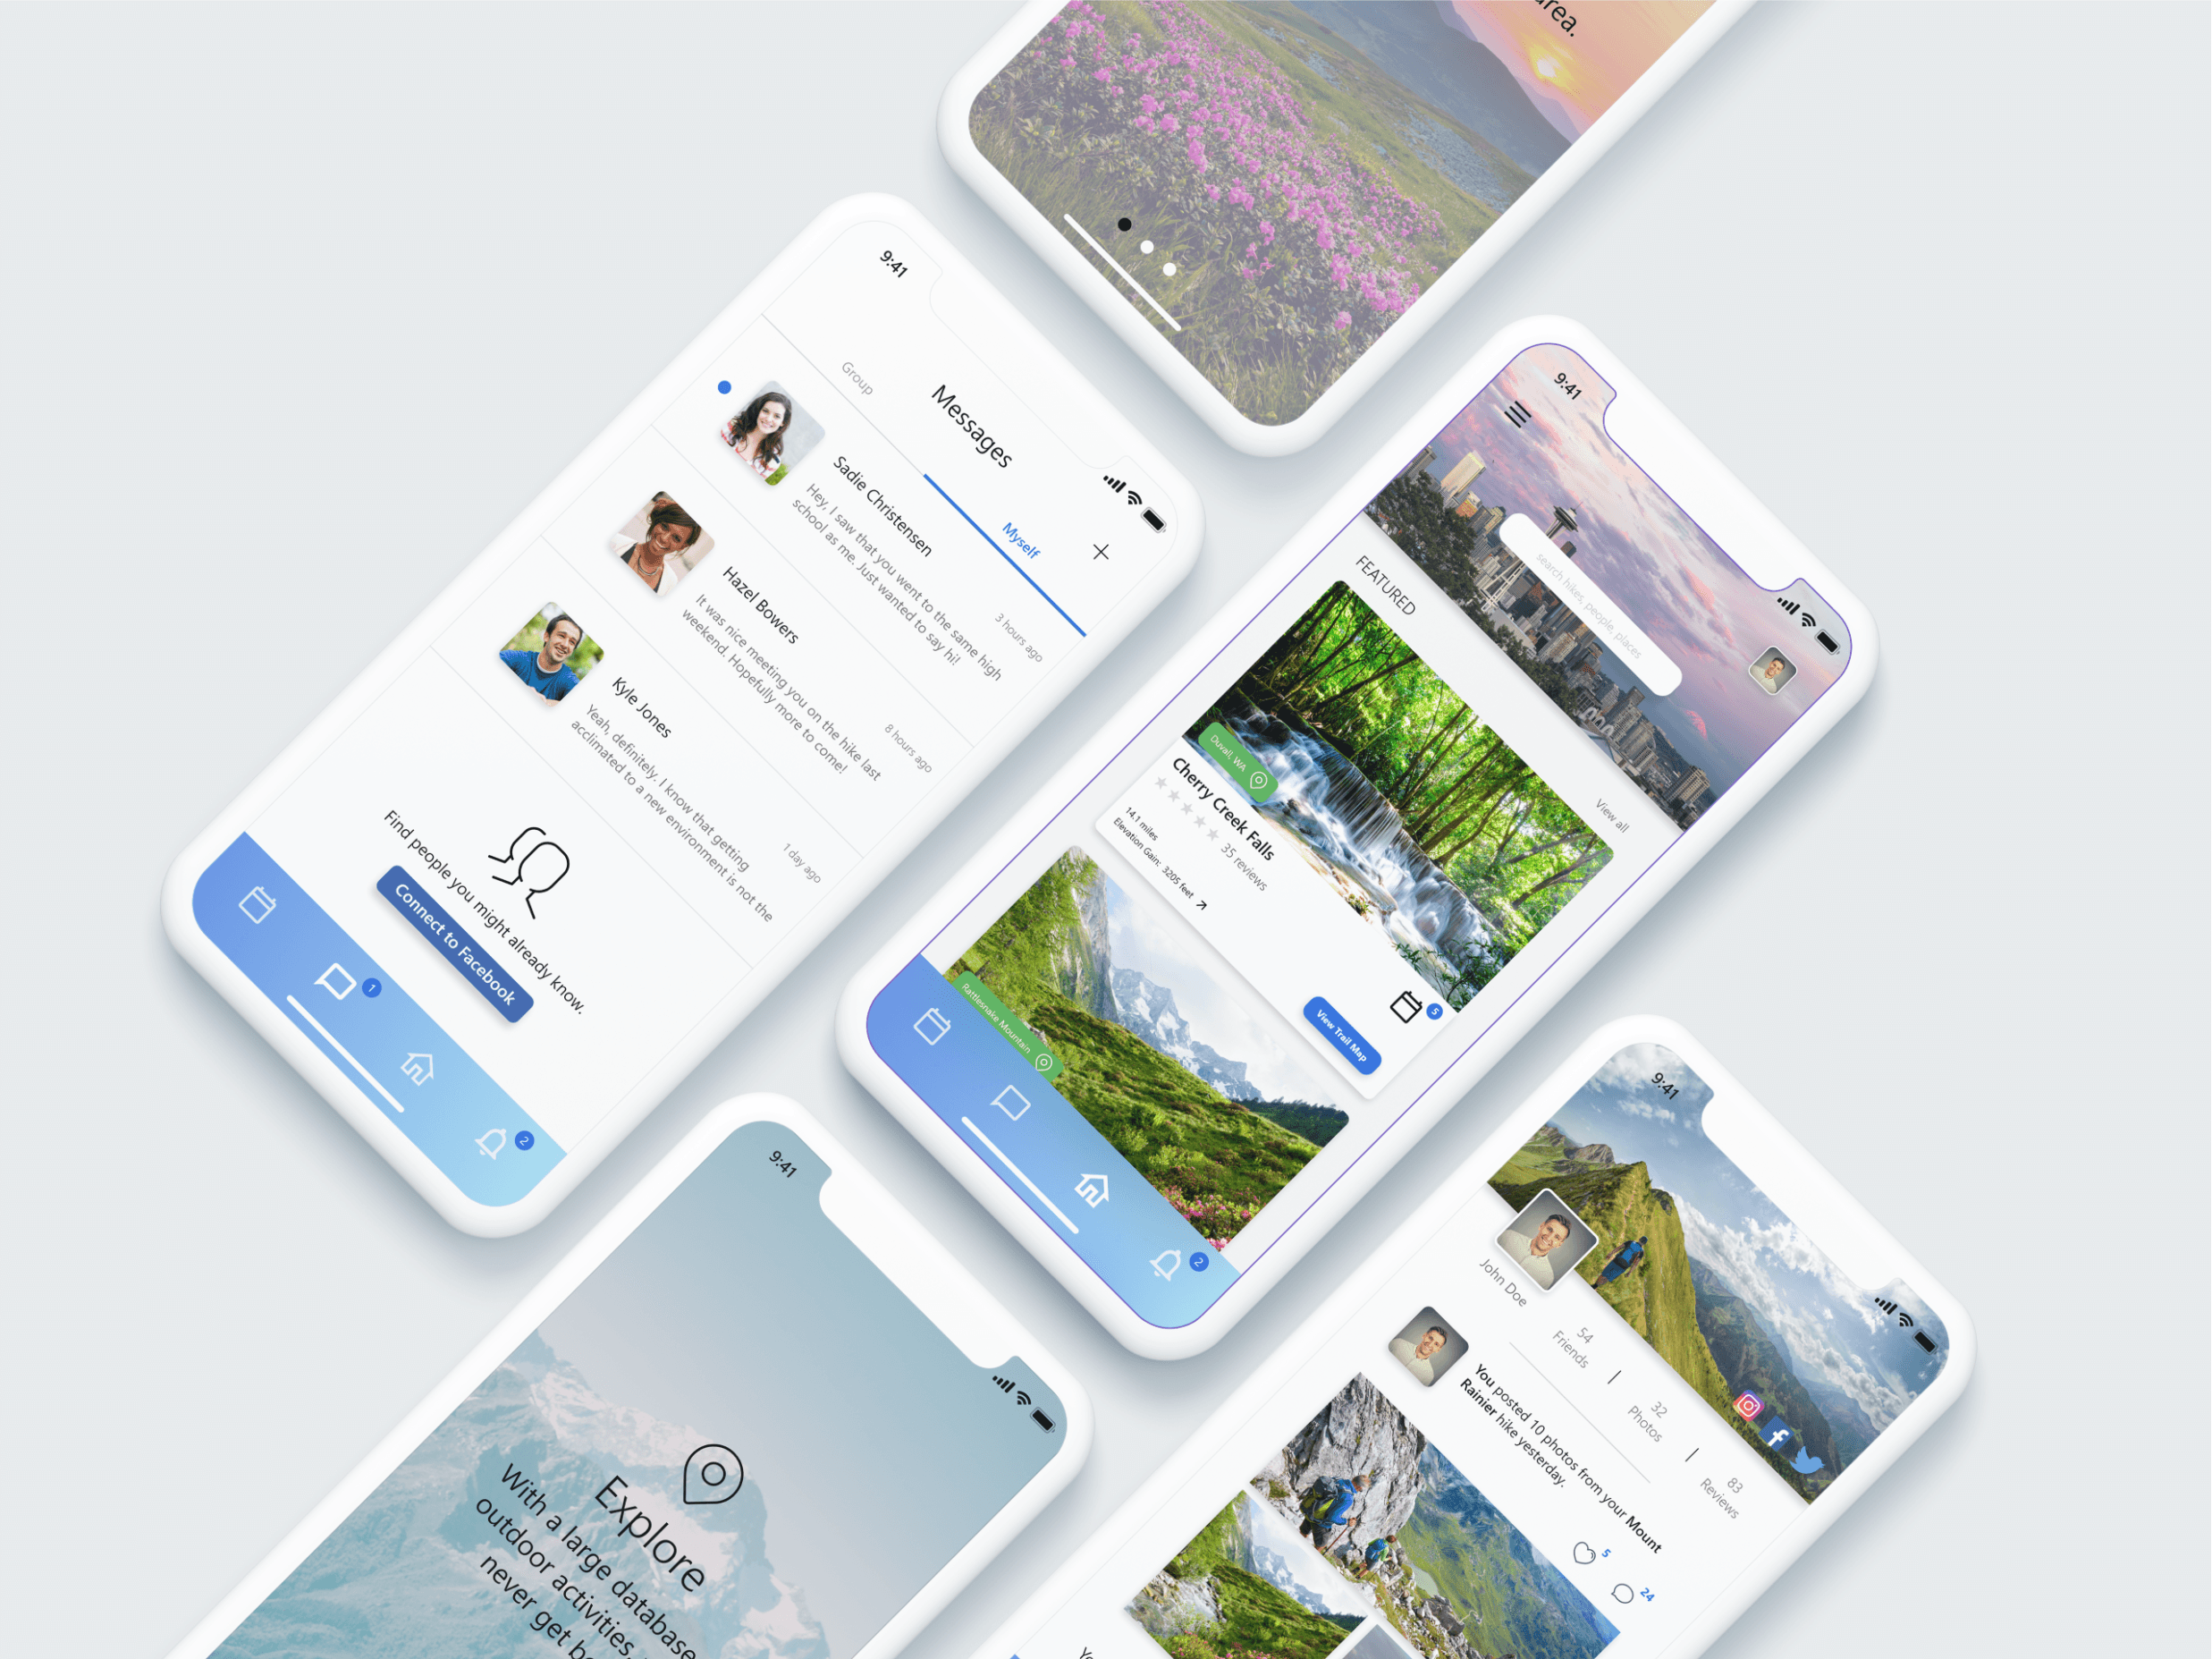 area.
9:41
Messages
Group
Myself
Sadie Christensen
3 hours ago
Hey, I saw that you went to the same high
school as me. Just wanted to say hi!
Hazel Bowers
8 hours ago
It was nice meeting you on the hike last
weekend. Hopefully more to come!
Kyle Jones
1 day ago
Yeah, definitely. I know that getting
acclimated to a new environment is not the
Find people you might already know.
Connect to Facebook
1
2
9:41
search hikes, people, places
FEATURED
View all
Duvall, WA
Cherry Creek Falls
35 reviews
14.1 miles
Elevation Gain: 3205 feet
5
View Trail Map
Rattlesnake Mountain
2
9:41
Explore
With a large database
outdoor activities,
never get bo
9:41
John Doe
54
Friends
|
32
Photos
|
83
Reviews
You posted 10 photos from your Mount
Rainier hike yesterday.
5
24